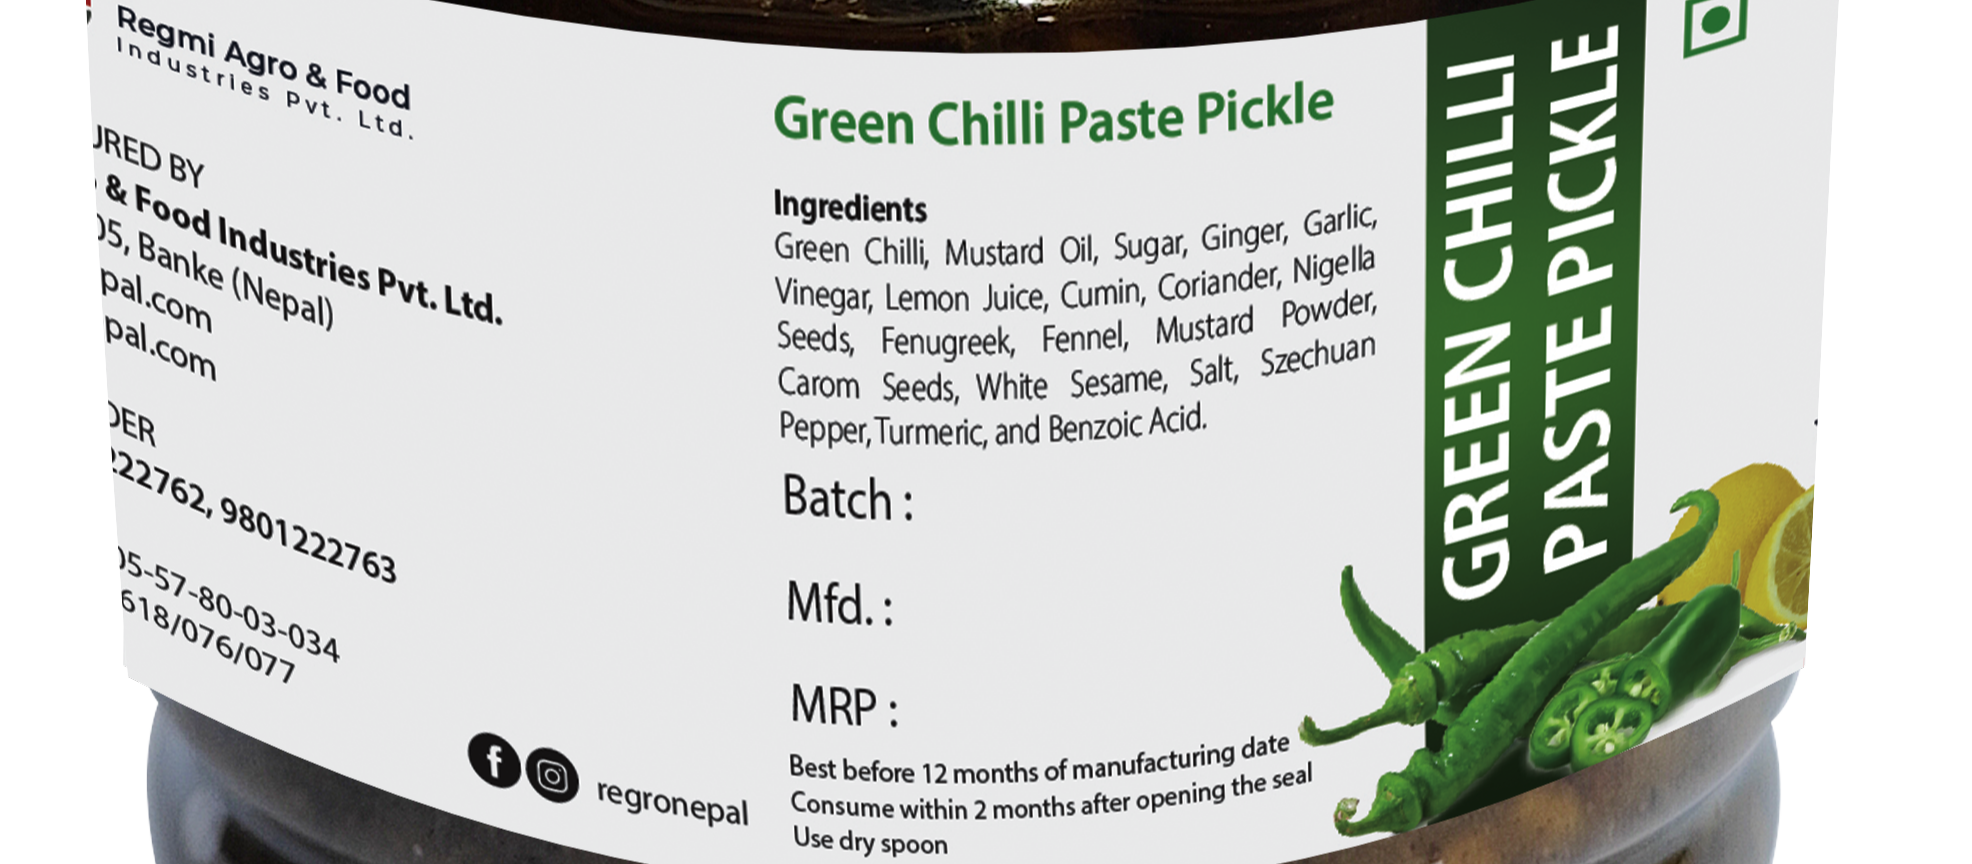 Regmi Agro & Food
Industries Pvt. Ltd.
URED BY
& Food Industries Pvt. Ltd.
05, Banke (Nepal)
pal.com
pal.com
DER
222762, 9801222763
05-57-80-03-034
618/076/077
regronepal
Green Chilli Paste Pickle
Ingredients
Green Chilli, Mustard Oil, Sugar, Ginger, Garlic,
Vinegar, Lemon Juice, Cumin, Coriander, Nigella
Seeds, Fenugreek, Fennel, Mustard Powder,
Carom Seeds, White Sesame, Salt, Szechuan
Pepper, Turmeric, and Benzoic Acid.
Batch :
Mfd. :
MRP :
Best before 12 months of manufacturing date
Consume within 2 months after opening the seal
Use dry spoon
GREEN CHILLI
PASTE PICKLE